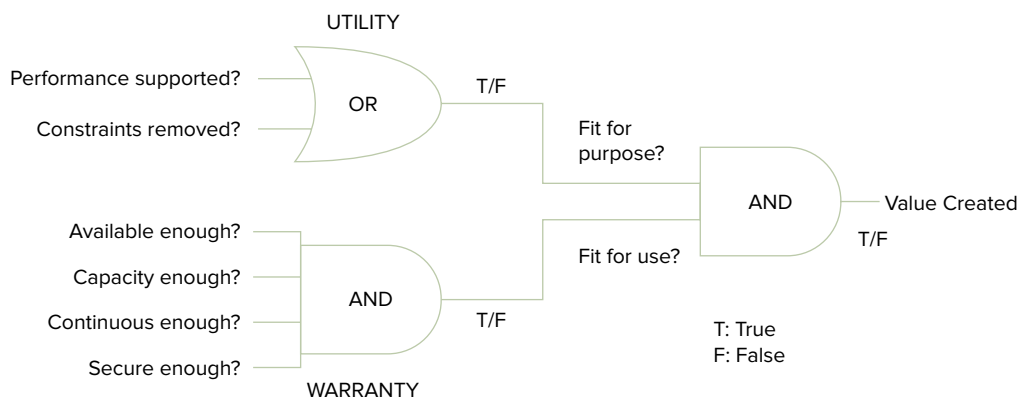 UTILITY
Performance supported?
OR
T/F
Constraints removed?
Fit for
purpose?
AND
Value Created
T/F
Available enough?
Fit for use?
Capacity enough?
AND
Continuous enough?
T/F
T: True
F: False
Secure enough?
WARRANTY